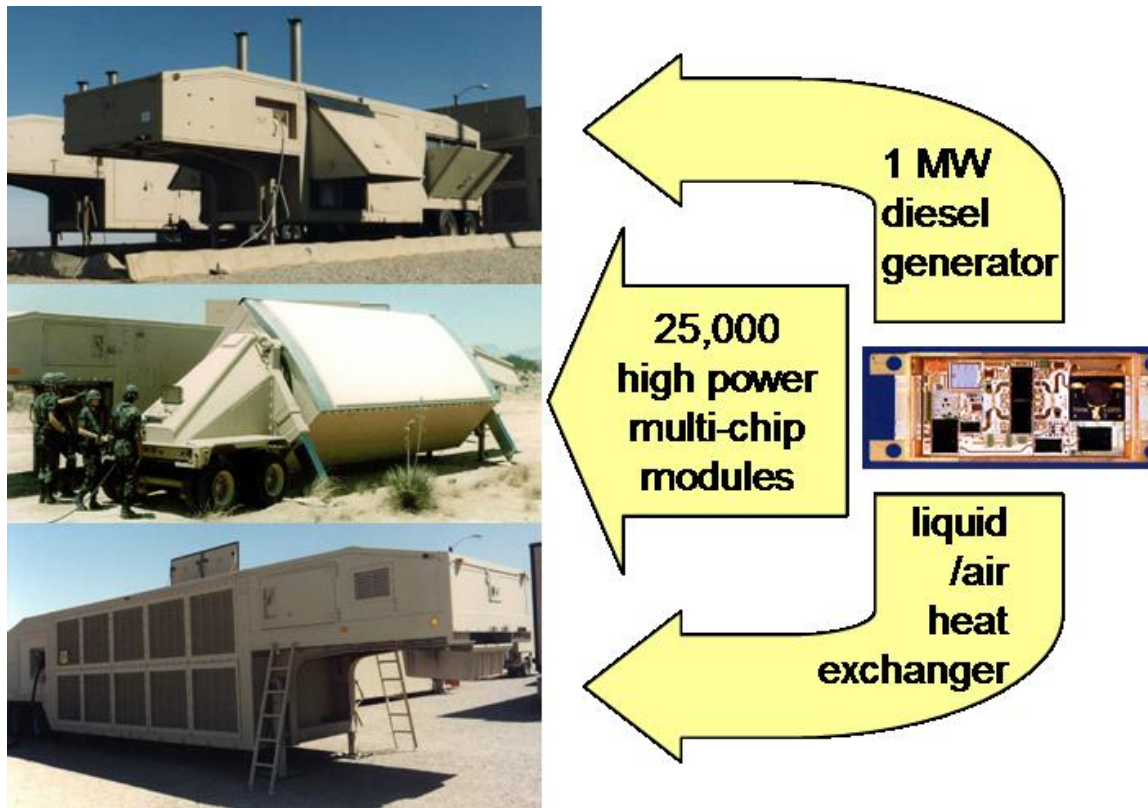 1 MW
diesel
generator
25,000
high power
multi-chip
modules
liquid
/air
heat
exchanger